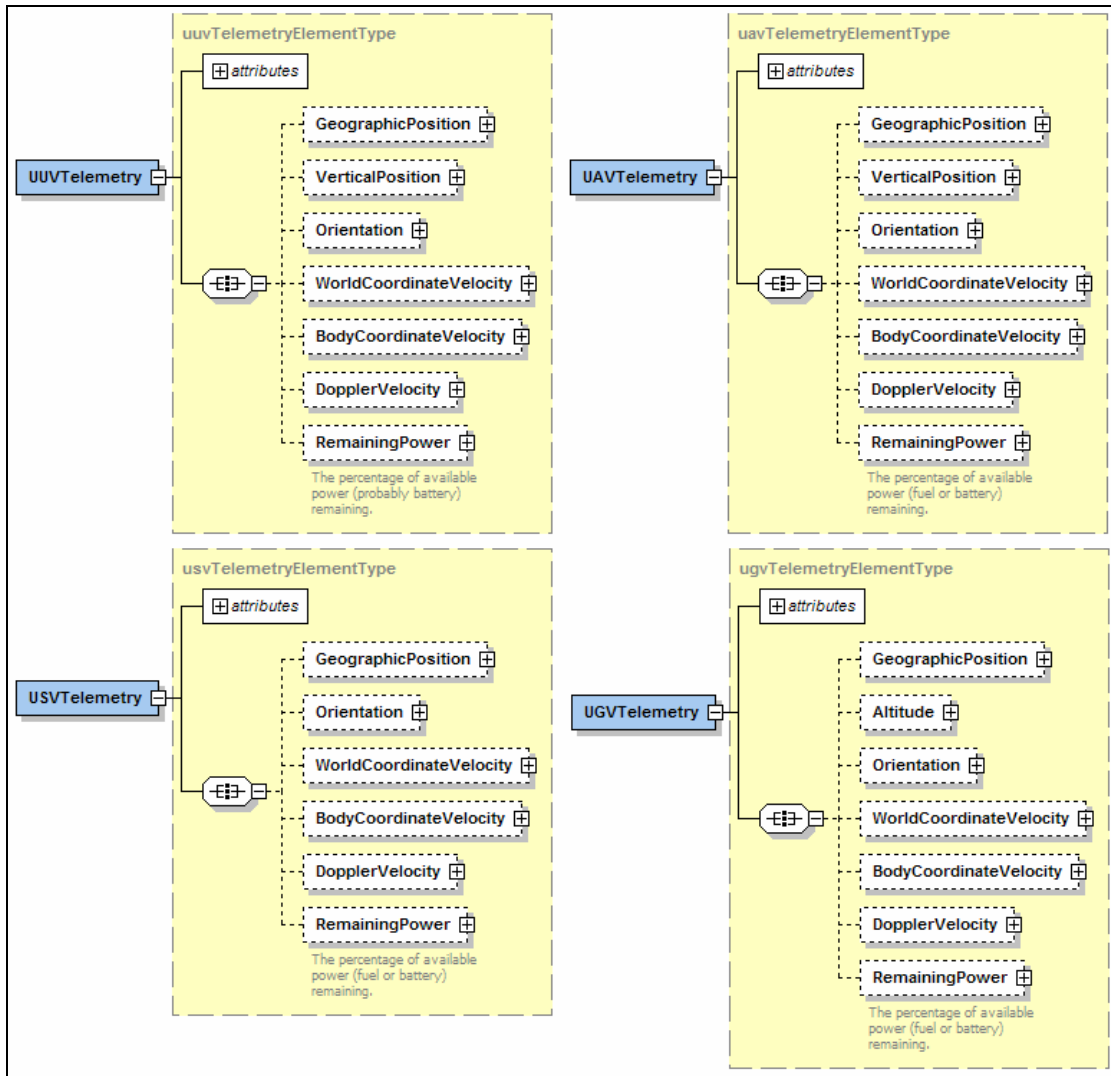 uuvTelemetryElementType
attributes
GeographicPosition
VerticalPosition
UUVTelemetry
Orientation
WorldCoordinateVelocity
BodyCoordinateVelocity
DopplerVelocity
RemainingPower
The percentage of available
power (probably battery)
remaining.
uavTelemetryElementType
attributes
GeographicPosition
VerticalPosition
UAVTelemetry
Orientation
WorldCoordinateVelocity
BodyCoordinateVelocity
DopplerVelocity
RemainingPower
The percentage of available
power (fuel or battery)
remaining.
usvTelemetryElementType
attributes
GeographicPosition
USVTelemetry
Orientation
WorldCoordinateVelocity
BodyCoordinateVelocity
DopplerVelocity
RemainingPower
The percentage of available
power (fuel or battery)
remaining.
ugvTelemetryElementType
attributes
GeographicPosition
UGVTelemetry
Altitude
Orientation
WorldCoordinateVelocity
BodyCoordinateVelocity
DopplerVelocity
RemainingPower
The percentage of available
power (fuel or battery)
remaining.